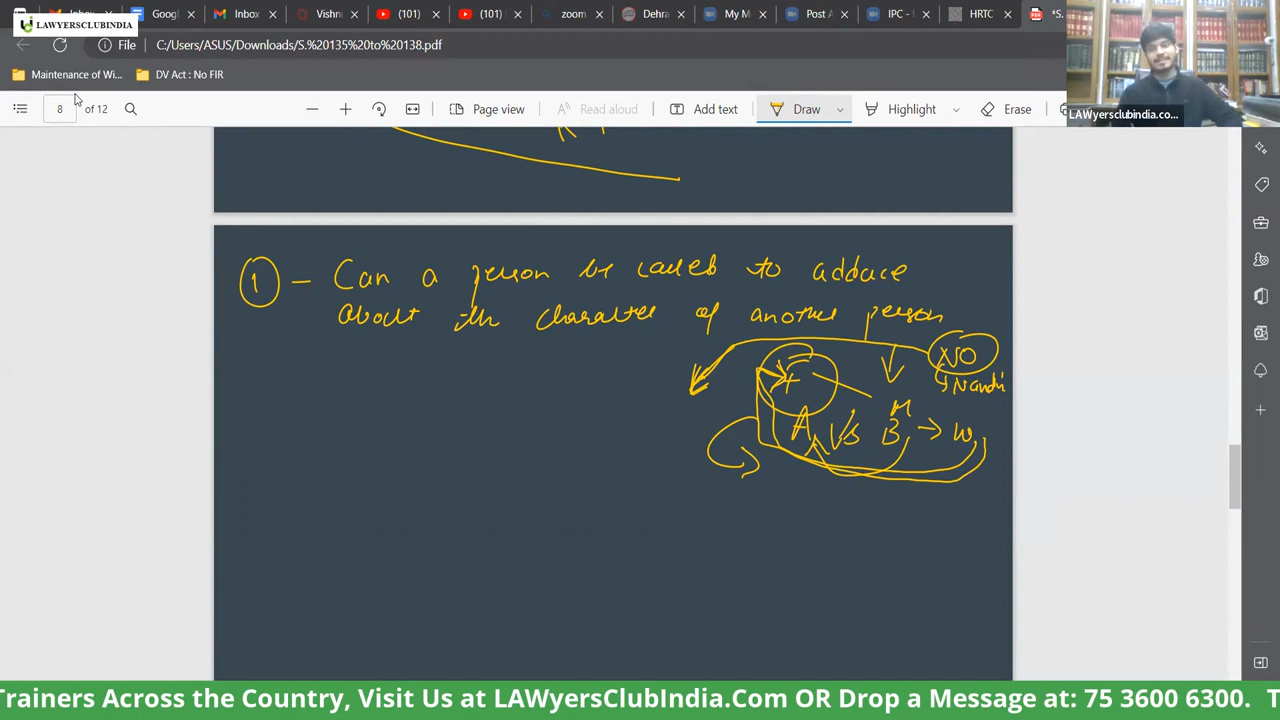 Inbox
Googl
Inbox
Vishn
(101)
(101)
zoom
Dehra
My M
Post
IPC -
HRTC
*S.
LAWYERSCLUBINDIA
File
C:/Users/ASUS/Downloads/S.%20135%20to%20138.pdf
Maintenance of Wi...
DV Act : No FIR
8 of 12
Page view
Read aloud
Add text
Draw
Highlight
Erase
LAWyersclubindia.co...
1 - Can a person be called to adduce
about the character of another person
A V/s B → W
Trainers Across the Country, Visit Us at LAWyersClubIndia.Com OR Drop a Message at: 75 3600 6300. T